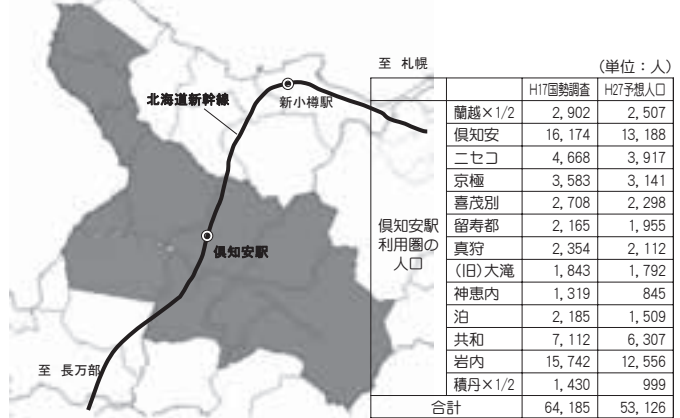 至 札幌
北海道新幹線
新小樽駅
倶知安駅
至 長万部
(単位：人)
H17国勢調査 H27予想人口
倶知安駅
利用圏の
人口
蘭越×1/2 2,902 2,507
倶知安 16,174 13,188
ニセコ 4,668 3,917
京極 3,583 3,141
喜茂別 2,708 2,298
留寿都 2,165 1,955
真狩 2,354 2,112
(旧)大滝 1,843 1,792
神恵内 1,319 845
泊 2,185 1,509
共和 7,112 6,307
岩内 15,742 12,556
積丹×1/2 1,430 999
合計 64,185 53,126